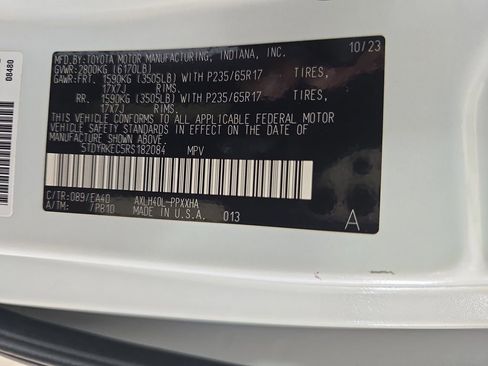 MFD.BY:TOYOTA MOTOR MANUFACTURING, INDIANA, INC. 10/23
GVWR:2800KG (6170LB)
GAWR:FRT. 1590KG (3505LB) WITH P235/65R17 TIRES,
17X7J RIMS.
RR. 1590KG (3505LB) WITH P235/65R17 TIRES,
17X7J RIMS.
THIS VEHICLE CONFORMS TO ALL APPLICABLE FEDERAL MOTOR
VEHICLE SAFETY STANDARDS IN EFFECT ON THE DATE OF
MANUFACTURE SHOWN ABOVE.
5TDYRKEC5RS182084 MPV
C/TR:089/EA40 AXLH40L-PPXXHA
A/TM: /P810 MADE IN U.S.A. 013
A
08480